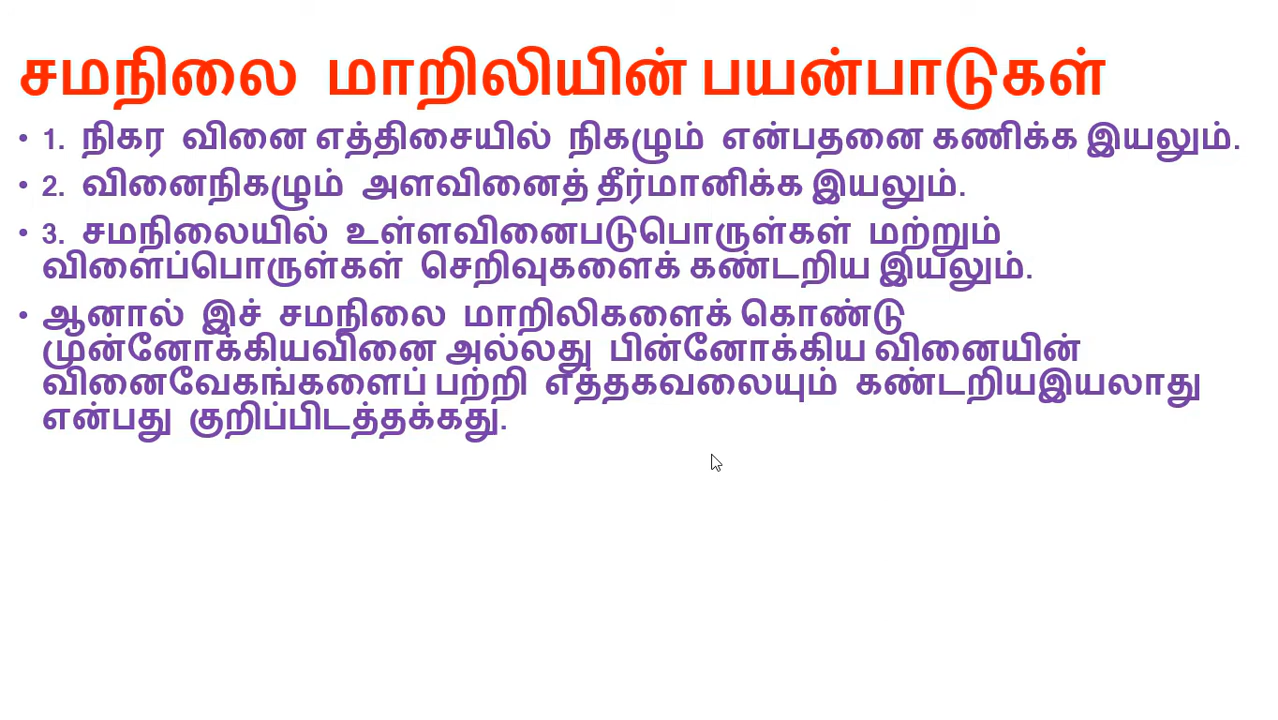 சமநிலை மாறிலியின் பயன்பாடுகள்
• 1. நிகர வினை எத்திசையில் நிகழும் என்பதனை கணிக்க இயலும்.
• 2. வினைநிகழும் அளவினைத் தீர்மானிக்க இயலும்.
• 3. சமநிலையில் உள்ளவினைபடுபொருள்கள் மற்றும்
விளைப்பொருள்கள் செறிவுகளைக் கண்டறிய இயலும்.
• ஆனால் இச் சமநிலை மாறிலிகளைக் கொண்டு
முன்னோக்கியவினை அல்லது பின்னோக்கிய வினையின்
வினைவேகங்களைப் பற்றி எத்தகவலையும் கண்டறியஇயலாது
என்பது குறிப்பிடத்தக்கது.